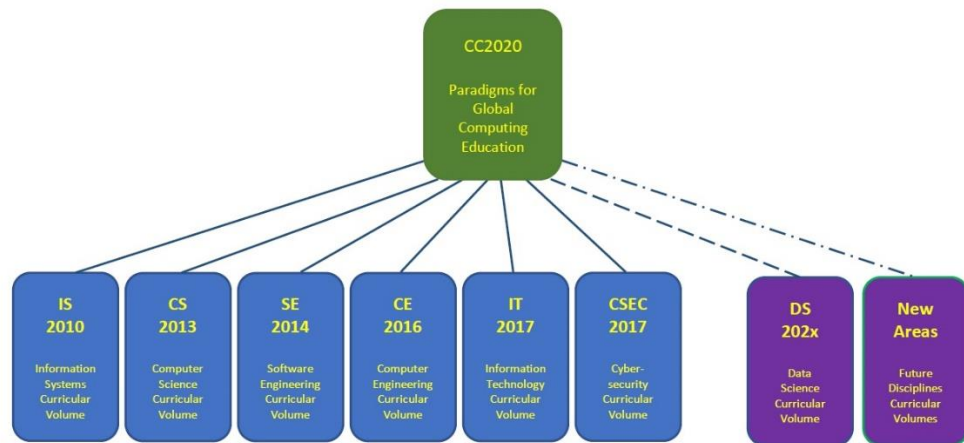 CC2020
Paradigms for
Global
Computing
Education
IS
2010
Information
Systems
Curricular
Volume
CS
2013
Computer
Science
Curricular
Volume
SE
2014
Software
Engineering
Curricular
Volume
CE
2016
Computer
Engineering
Curricular
Volume
IT
2017
Information
Technology
Curricular
Volume
CSEC
2017
Cyber-
security
Curricular
Volume
DS
202x
Data
Science
Curricular
Volume
New
Areas
Future
Disciplines
Curricular
Volumes